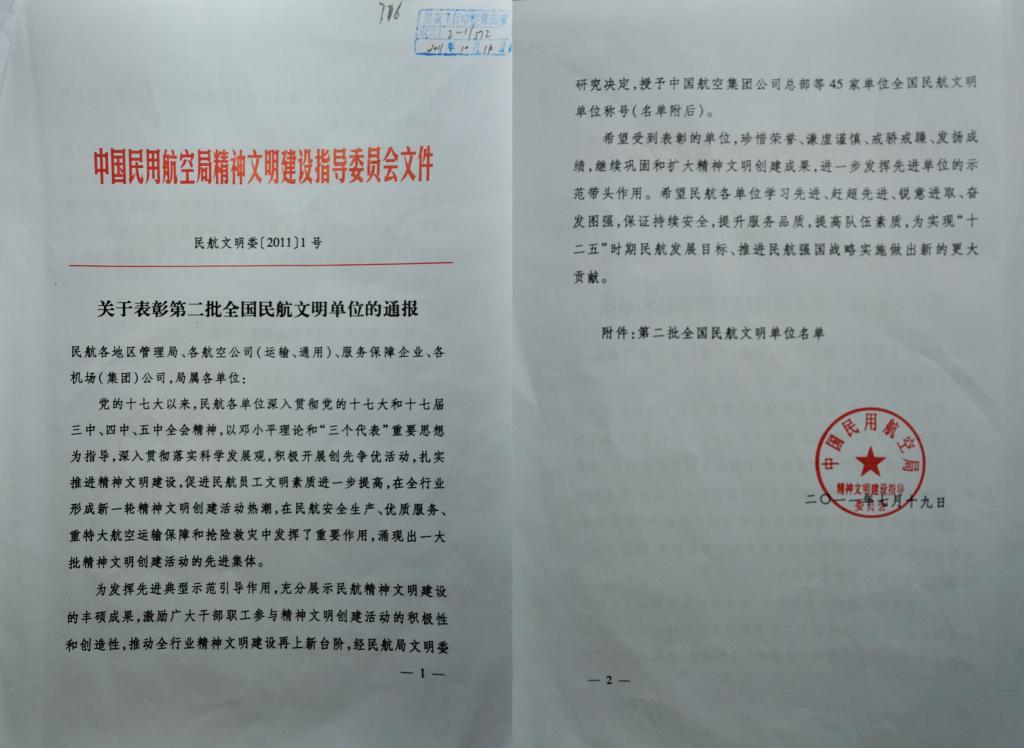 706
2-1/572
中国民用航空局精神文明建设指导委员会文件
民航文明委〔2011〕1号
关于表彰第二批全国民航文明单位的通报
民航各地区管理局、各航空公司(运输、通用)、服务保障企业、各
机场(集团)公司,局属各单位:
党的十七大以来,民航各单位深入贯彻党的十七大和十七届
三中、四中、五中全会精神,以邓小平理论和“三个代表”重要思想
为指导,深入贯彻落实科学发展观,积极开展创先争优活动,扎实
推进精神文明建设,促进民航员工文明素质进一步提高,在全行业
形成新一轮精神文明创建活动热潮,在民航安全生产、优质服务、
重特大航空运输保障和抢险救灾中发挥了重要作用,涌现出一大
批精神文明创建活动的先进集体。
为发挥先进典型示范引导作用,充分展示民航精神文明建设
的丰硕成果,激励广大干部职工参与精神文明创建活动的积极性
和创造性,推动全行业精神文明建设再上新台阶,经民航局文明委
— 1 —
研究决定,授予中国航空集团公司总部等45家单位全国民航文明
单位称号(名单附后)。
希望受到表彰的单位,珍惜荣誉、谦虚谨慎、戒骄戒躁、发扬成
绩,继续巩固和扩大精神文明创建成果,进一步发挥先进单位的示
范带头作用。希望民航各单位学习先进、赶超先进、锐意进取、奋
发图强,保证持续安全,提升服务品质,提高队伍素质,为实现“十
二五”时期民航发展目标、推进民航强国战略实施做出新的更大
贡献。
附件:第二批全国民航文明单位名单
中国民用航空局
精神文明建设指导
委员会
二〇一一年七月十九日
— 2 —